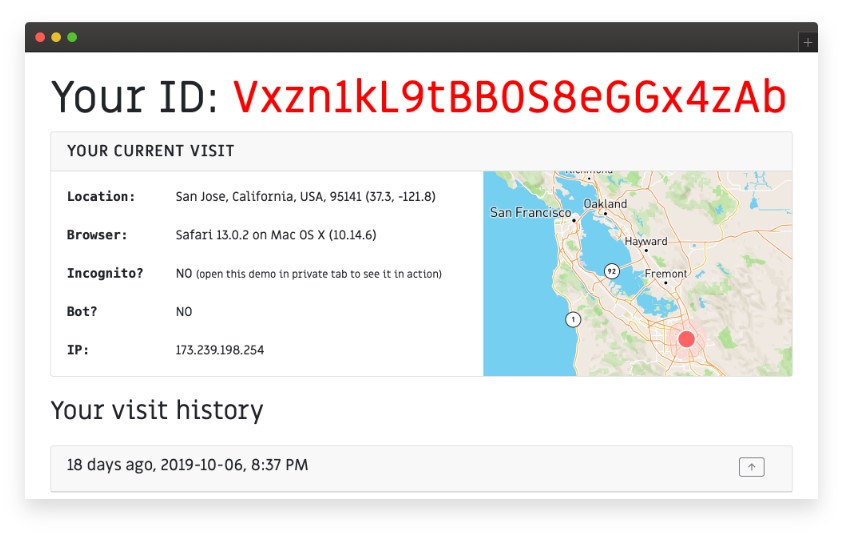 Your ID: Vxzn1kL9tBBOS8eGGx4zAb
YOUR CURRENT VISIT
Location: San Jose, California, USA, 95141 (37.3, -121.8)
Browser: Safari 13.0.2 on Mac OS X (10.14.6)
Incognito? NO (open this demo in private tab to see it in action)
Bot? NO
IP: 173.239.198.254
Richmond
Oakland
San Francisco
Hayward
92
Fremont
1
Your visit history
18 days ago, 2019-10-06, 8:37 PM